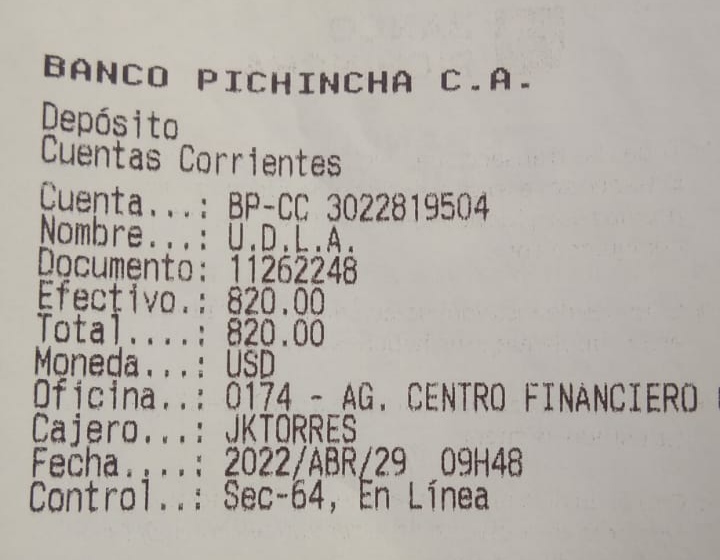 BANCO PICHINCHA C.A.
Depósito
Cuentas Corrientes
Cuenta...: BP-CC 3022819504
Nombre...: U.D.L.A.
Documento: 11262248
Efectivo.: 820.00
Total....: 820.00
Moneda...: USD
Oficina..: 0174 - AG. CENTRO FINANCIERO
Cajero...: JKTORRES
Fecha....: 2022/ABR/29 09H48
Control..: Sec-64, En Línea